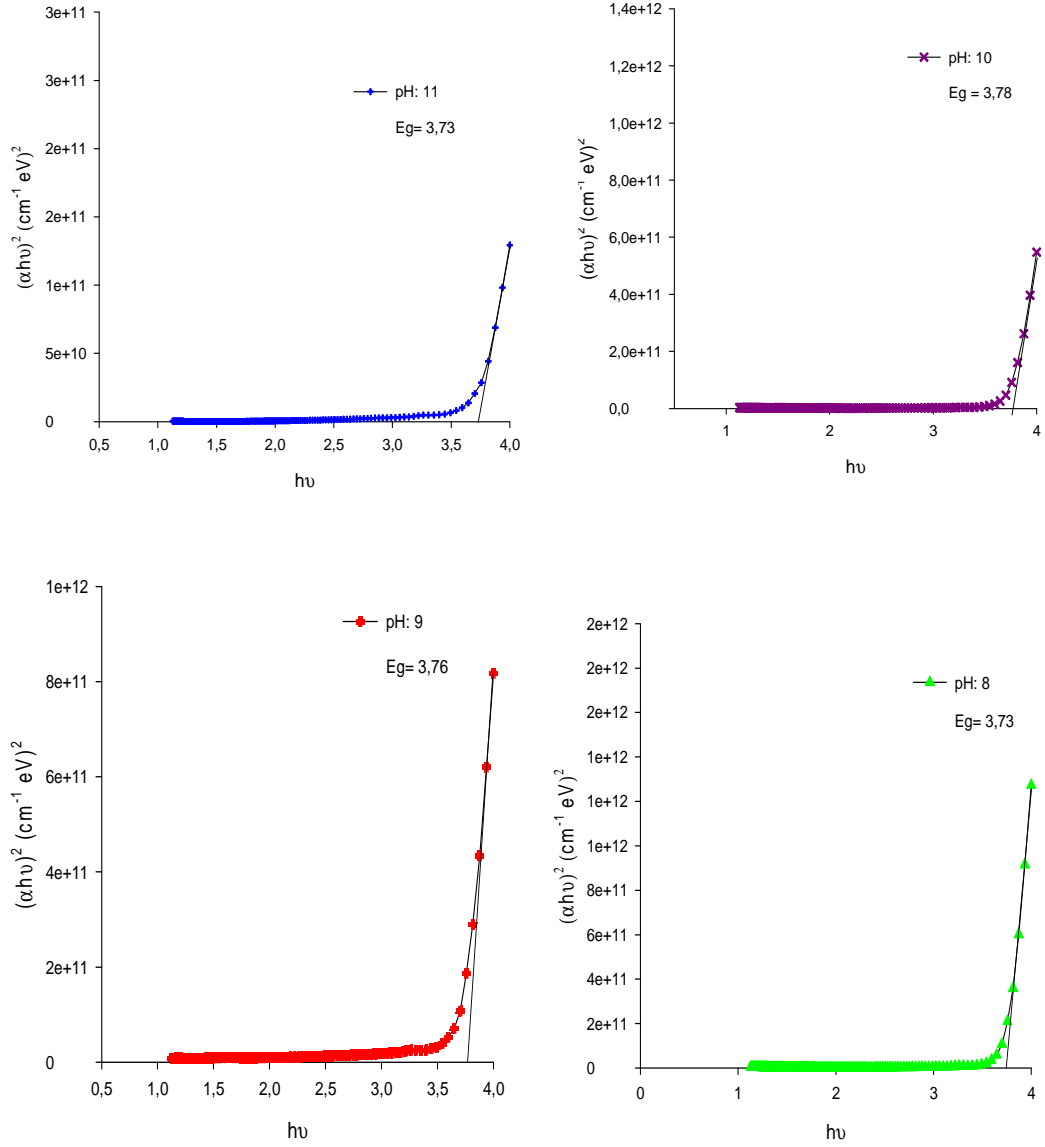 3e+11
3e+11
2e+11
2e+11
1e+11
5e+10
0
0,5 1,0 1,5 2,0 2,5 3,0 3,5 4,0
(αhυ)² (cm⁻¹ eV)²
hυ
pH: 11
Eg= 3,73
1,4e+12
1,2e+12
1,0e+12
8,0e+11
6,0e+11
4,0e+11
2,0e+11
0,0
1 2 3 4
(αhυ)² (cm⁻¹ eV)²
hυ
pH: 10
Eg = 3,78
1e+12
8e+11
6e+11
4e+11
2e+11
0
0,5 1,0 1,5 2,0 2,5 3,0 3,5 4,0
(αhυ)² (cm⁻¹ eV)²
hυ
pH: 9
Eg= 3,76
2e+12
2e+12
2e+12
1e+12
1e+12
1e+12
8e+11
6e+11
4e+11
2e+11
0
0 1 2 3 4
(αhυ)² (cm⁻¹ eV)²
hυ
pH: 8
Eg= 3,73